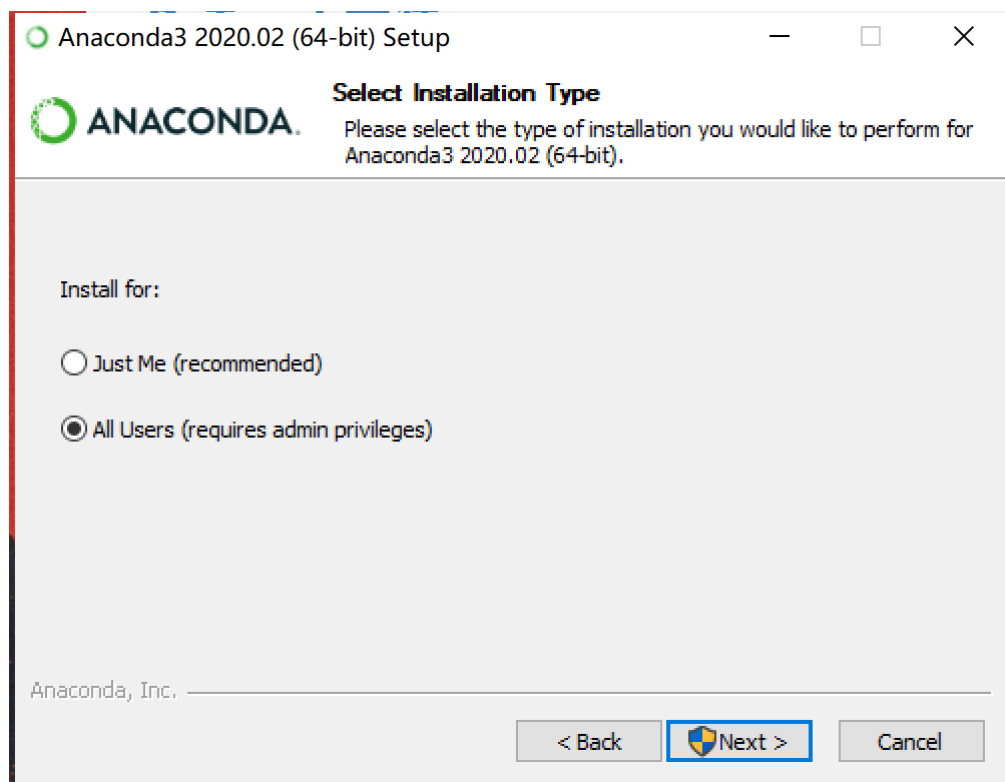 Anaconda3 2020.02 (64-bit) Setup
ANACONDA.
Select Installation Type
Please select the type of installation you would like to perform for
Anaconda3 2020.02 (64-bit).
Install for:
Just Me (recommended)
All Users (requires admin privileges)
Anaconda, Inc.
< Back
Next >
Cancel